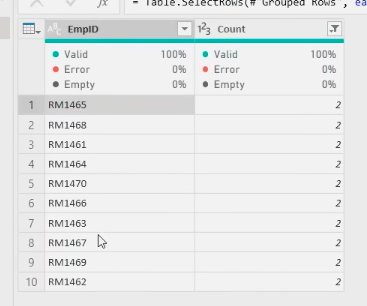 fx = Table.SelectRows(#"Grouped Rows", ea
ABC EmpID 123 Count
Valid 100% Valid 100%
Error 0% Error 0%
Empty 0% Empty 0%
1 RM1465 2
2 RM1468 2
3 RM1461 2
4 RM1464 2
5 RM1470 2
6 RM1466 2
7 RM1463 2
8 RM1467 2
9 RM1469 2
10 RM1462 2